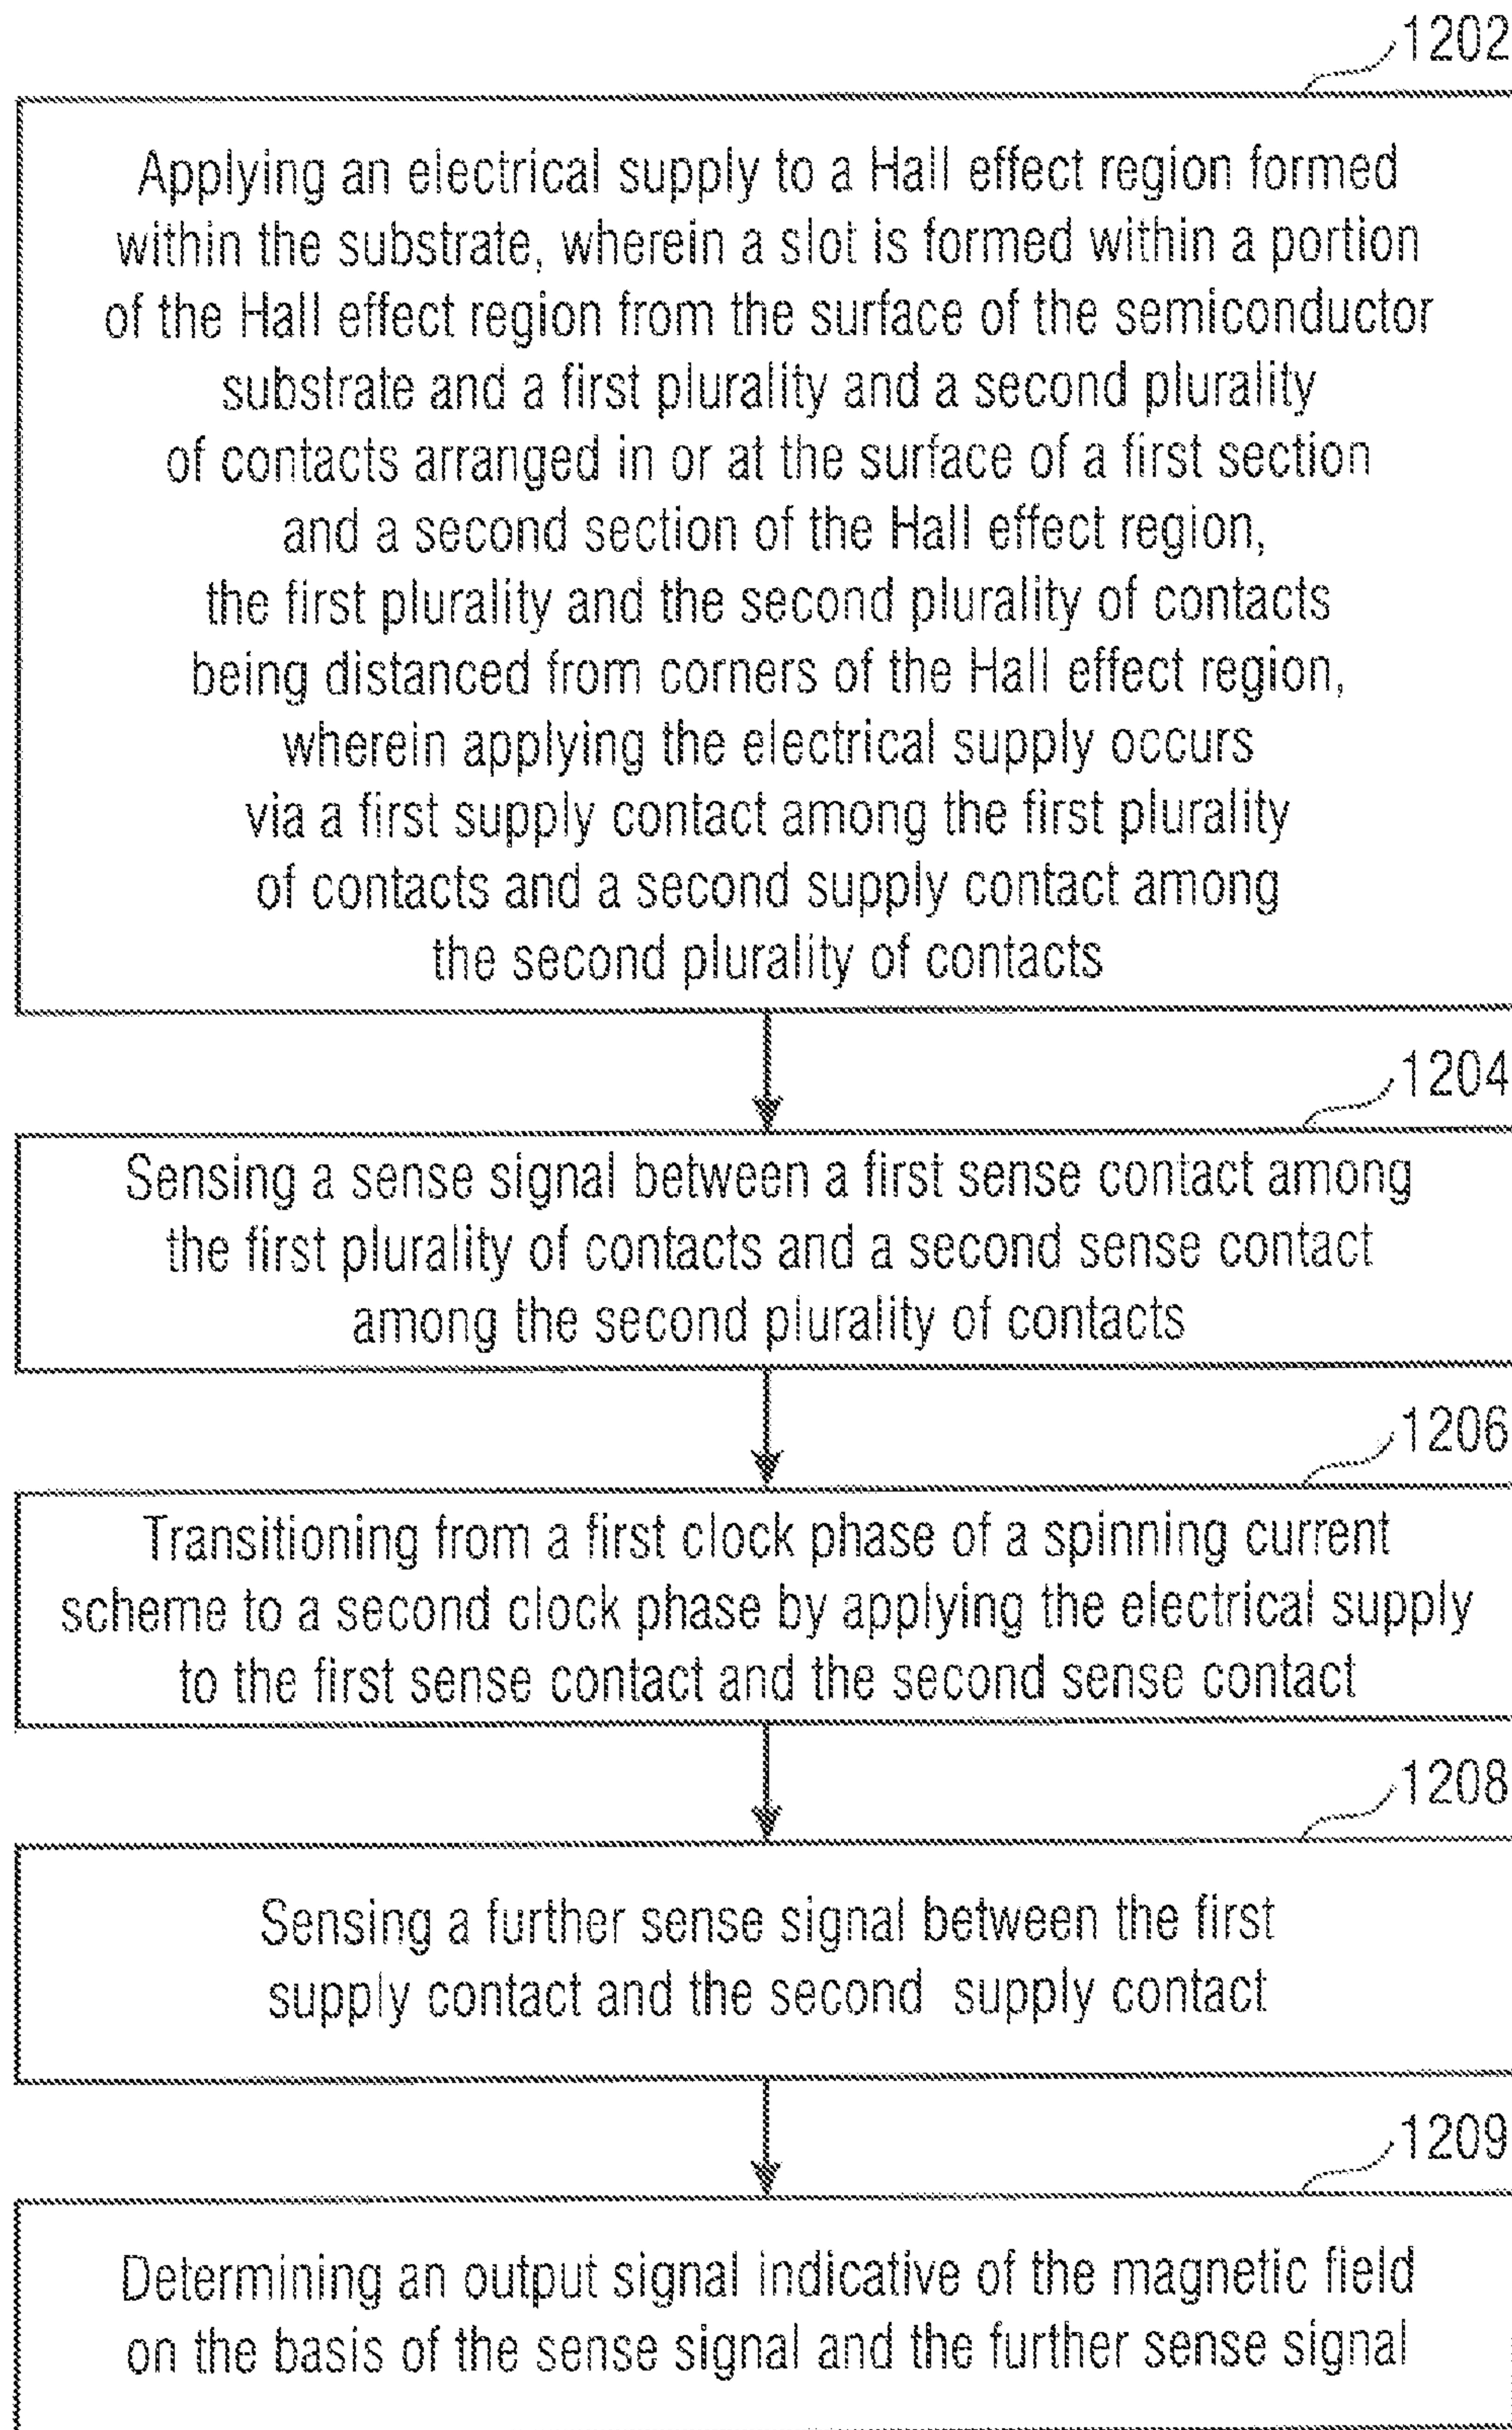 1202
Applying an electrical supply to a Hall effect region formed
within the substrate, wherein a slot is formed within a portion
of the Hall effect region from the surface of the semiconductor
substrate and a first plurality and a second plurality
of contacts arranged in or at the surface of a first section
and a second section of the Hall effect region,
the first plurality and the second plurality of contacts
being distanced from corners of the Hall effect region,
wherein applying the electrical supply occurs
via a first supply contact among the first plurality
of contacts and a second supply contact among
the second plurality of contacts
1204
Sensing a sense signal between a first sense contact among
the first plurality of contacts and a second sense contact
among the second plurality of contacts
1206
Transitioning from a first clock phase of a spinning current
scheme to a second clock phase by applying the electrical supply
to the first sense contact and the second sense contact
1208
Sensing a further sense signal between the first
supply contact and the second supply contact
1209
Determining an output signal indicative of the magnetic field
on the basis of the sense signal and the further sense signal